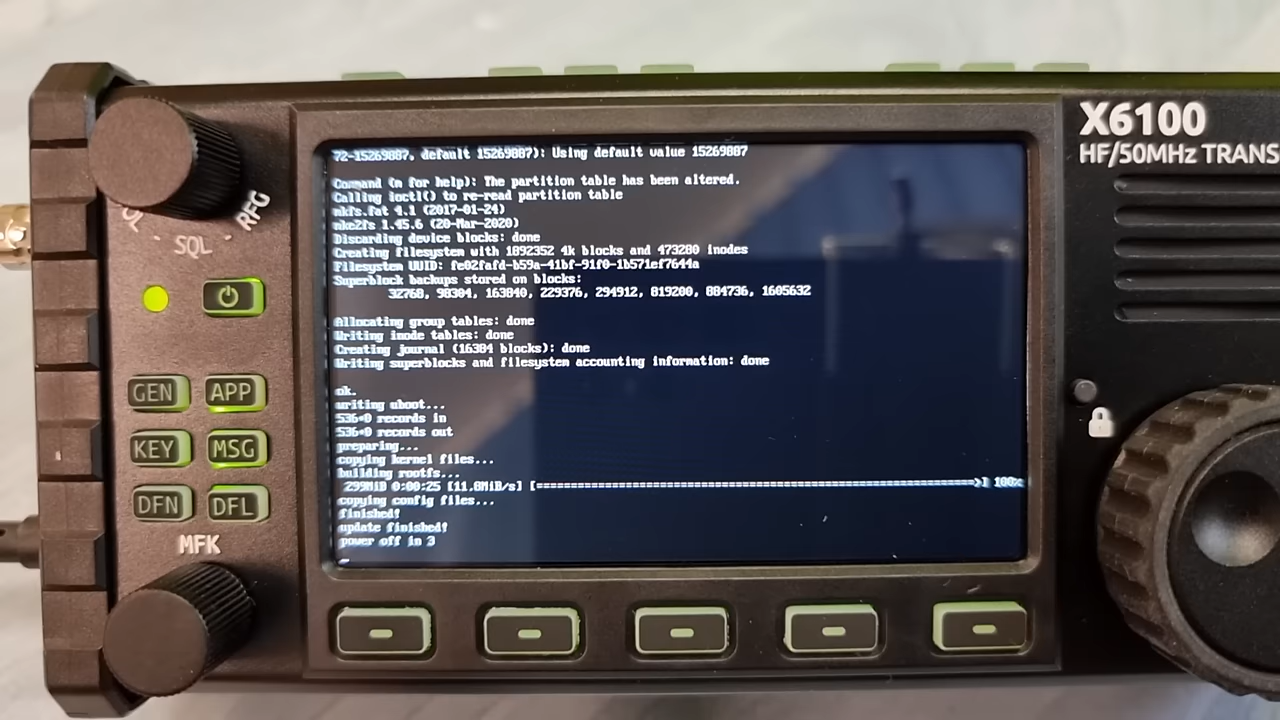 X6100
HF/50MHz TRANS
72-15269887, default 15269887): Using default value 15269887
Command (m for help): The partition table has been altered.
Calling ioctl() to re-read partition table
mkfs.fat 4.1 (2017-01-24)
mke2fs 1.45.6 (20-Mar-2020)
Discarding device blocks: done
Creating filesystem with 1892352 4k blocks and 473280 inodes
Filesystem UUID: fe02fafd-b59a-41bf-91f0-1b571ef7644a
Superblock backups stored on blocks:
32768, 98304, 163840, 229376, 294912, 819200, 884736, 1605632
Allocating group tables: done
Writing inode tables: done
Creating journal (16384 blocks): done
Writing superblocks and filesystem accounting information: done
ok.
writing uboot...
536+0 records in
536+0 records out
preparing...
copying kernel files...
building rootfs...
299MiB 0:00:25 [11.8MiB/s] [================================================================================>] 100%
copying config files...
finished!
update finished!
power off in 3
RFG
SQL
GEN
APP
KEY
MSG
DFN
DFL
MFK